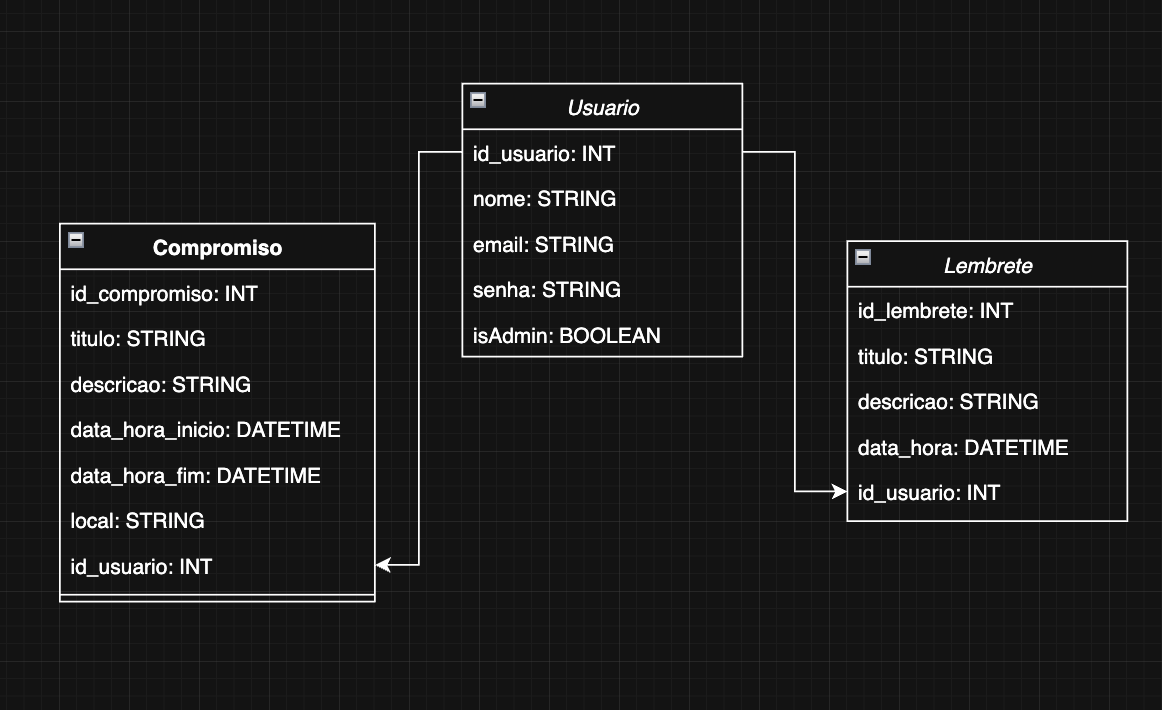 Usuario
id_usuario: INT
nome: STRING
email: STRING
senha: STRING
isAdmin: BOOLEAN
Compromiso
id_compromiso: INT
titulo: STRING
descricao: STRING
data_hora_inicio: DATETIME
data_hora_fim: DATETIME
local: STRING
id_usuario: INT
Lembrete
id_lembrete: INT
titulo: STRING
descricao: STRING
data_hora: DATETIME
id_usuario: INT